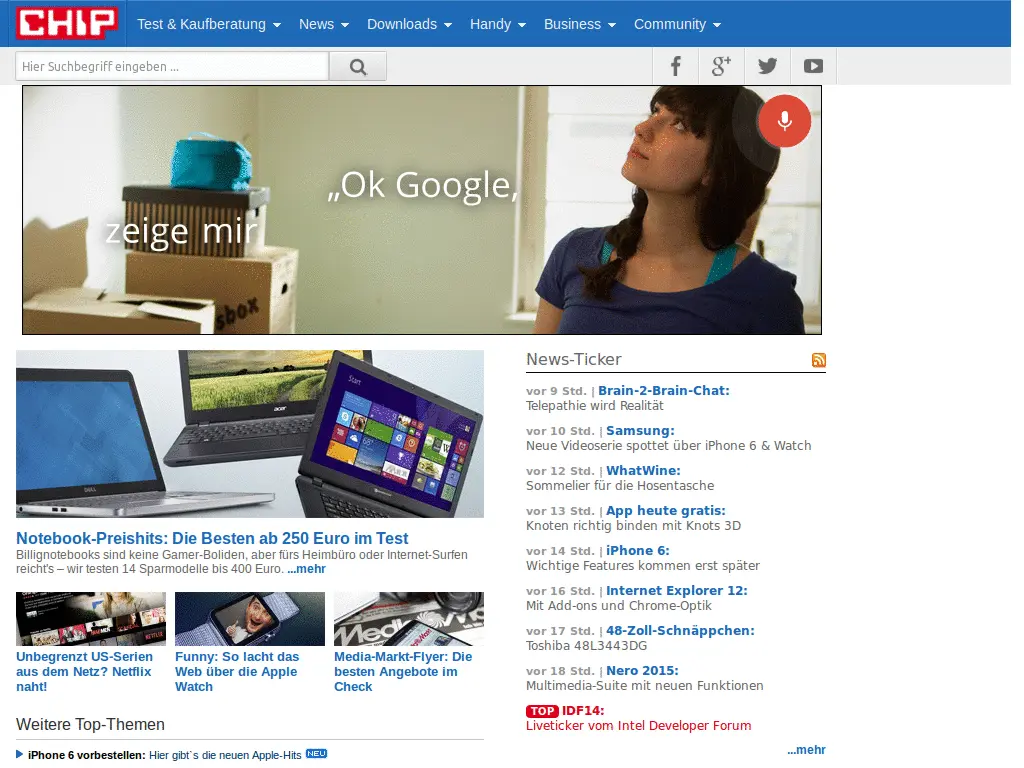 CHIP
Test & Kaufberatung
News
Downloads
Handy
Business
Community
Hier Suchbegriff eingeben ...
„Ok Google,
zeige mir
sbox
Start
acer
DELL
Notebook-Preishits: Die Besten ab 250 Euro im Test
Billignotebooks sind keine Gamer-Boliden, aber fürs Heimbüro oder Internet-Surfen
reicht's – wir testen 14 Sparmodelle bis 400 Euro. ...mehr
NETFLIX
Unbegrenzt US-Serien
aus dem Netz? Netflix
naht!
Funny: So lacht das
Web über die Apple
Watch
Media-Markt-Flyer: Die
besten Angebote im
Check
Weitere Top-Themen
iPhone 6 vorbestellen: Hier gibt`s die neuen Apple-Hits NEU
News-Ticker
vor 9 Std. | Brain-2-Brain-Chat:
Telepathie wird Realität
vor 10 Std. | Samsung:
Neue Videoserie spottet über iPhone 6 & Watch
vor 12 Std. | WhatWine:
Sommelier für die Hosentasche
vor 13 Std. | App heute gratis:
Knoten richtig binden mit Knots 3D
vor 14 Std. | iPhone 6:
Wichtige Features kommen erst später
vor 16 Std. | Internet Explorer 12:
Mit Add-ons und Chrome-Optik
vor 17 Std. | 48-Zoll-Schnäppchen:
Toshiba 48L3443DG
vor 18 Std. | Nero 2015:
Multimedia-Suite mit neuen Funktionen
TOP IDF14:
Liveticker vom Intel Developer Forum
...mehr